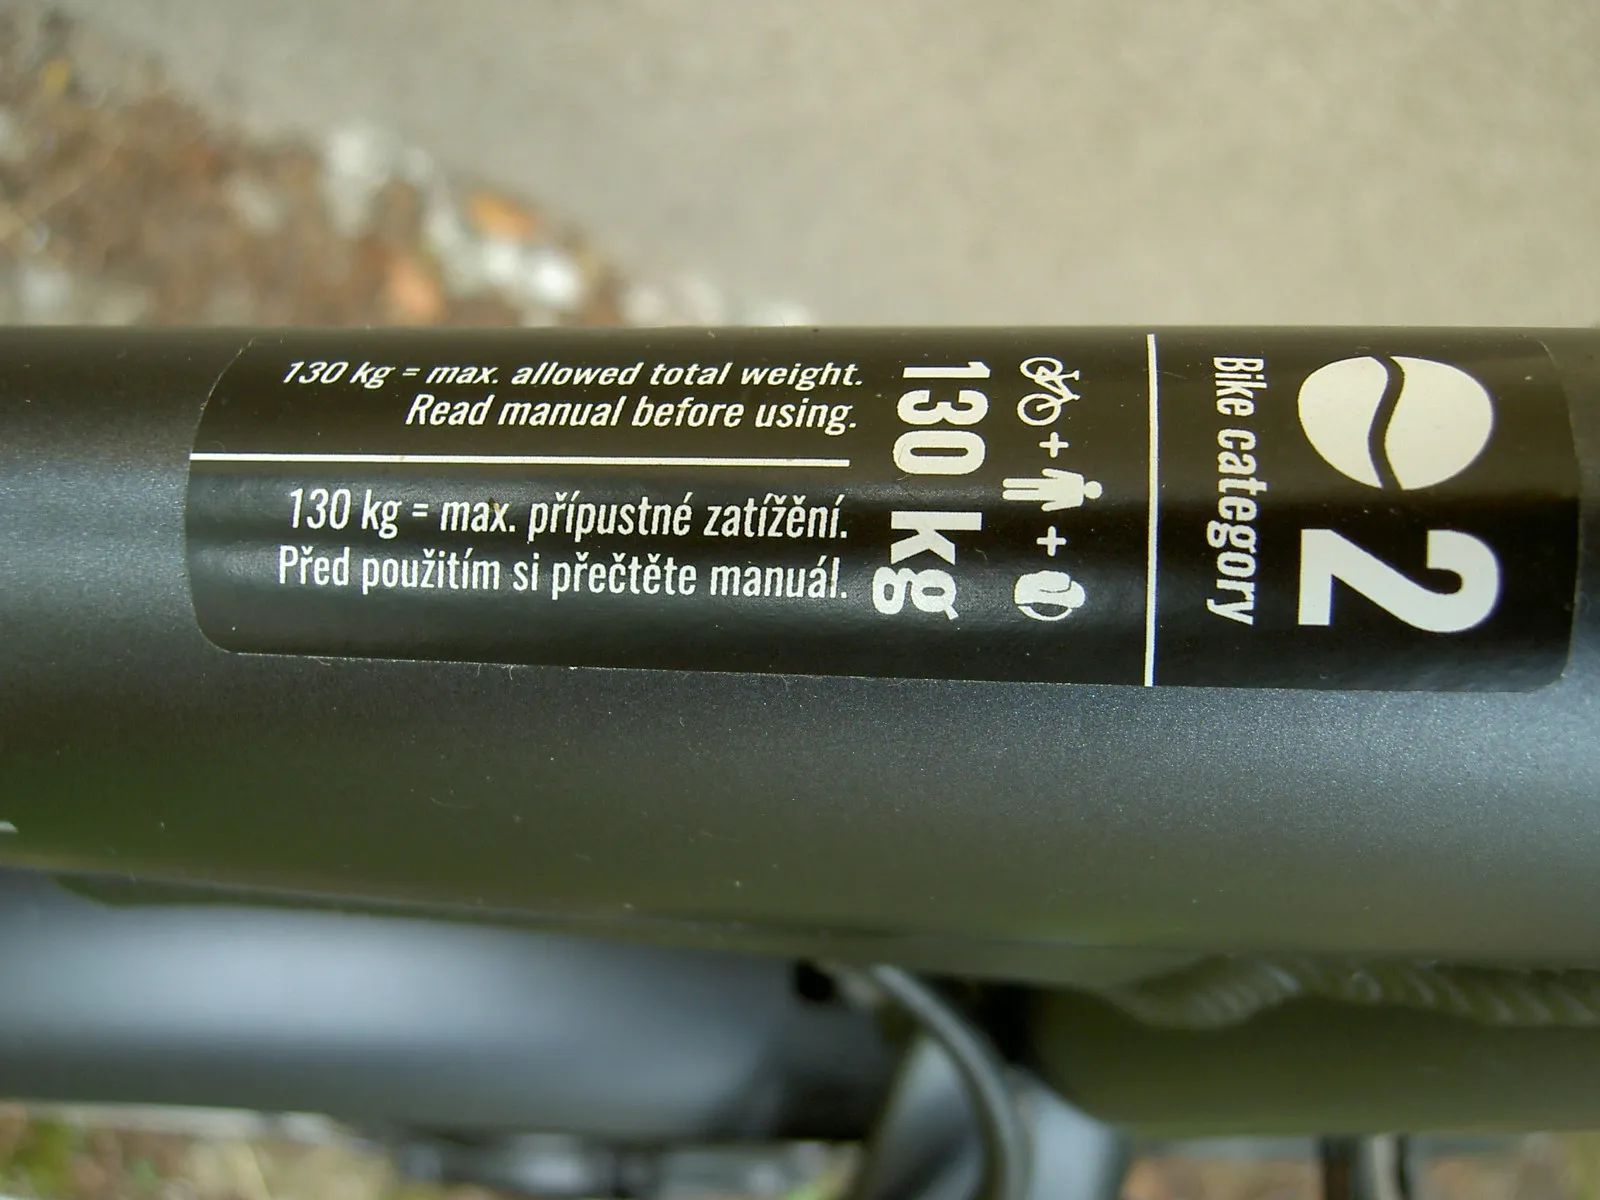 130 kg = max. allowed total weight.
Read manual before using.
130 kg = max. přípustné zatížění.
Před použitím si přečtěte manuál.
130 kg
+ +
Bike category
2